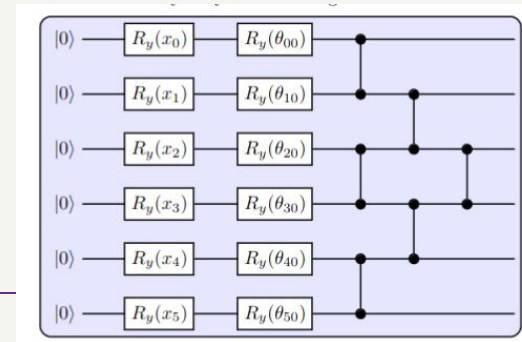 |0⟩ R_y(x_0) R_y(θ_00)
|0⟩ R_y(x_1) R_y(θ_10)
|0⟩ R_y(x_2) R_y(θ_20)
|0⟩ R_y(x_3) R_y(θ_30)
|0⟩ R_y(x_4) R_y(θ_40)
|0⟩ R_y(x_5) R_y(θ_50)